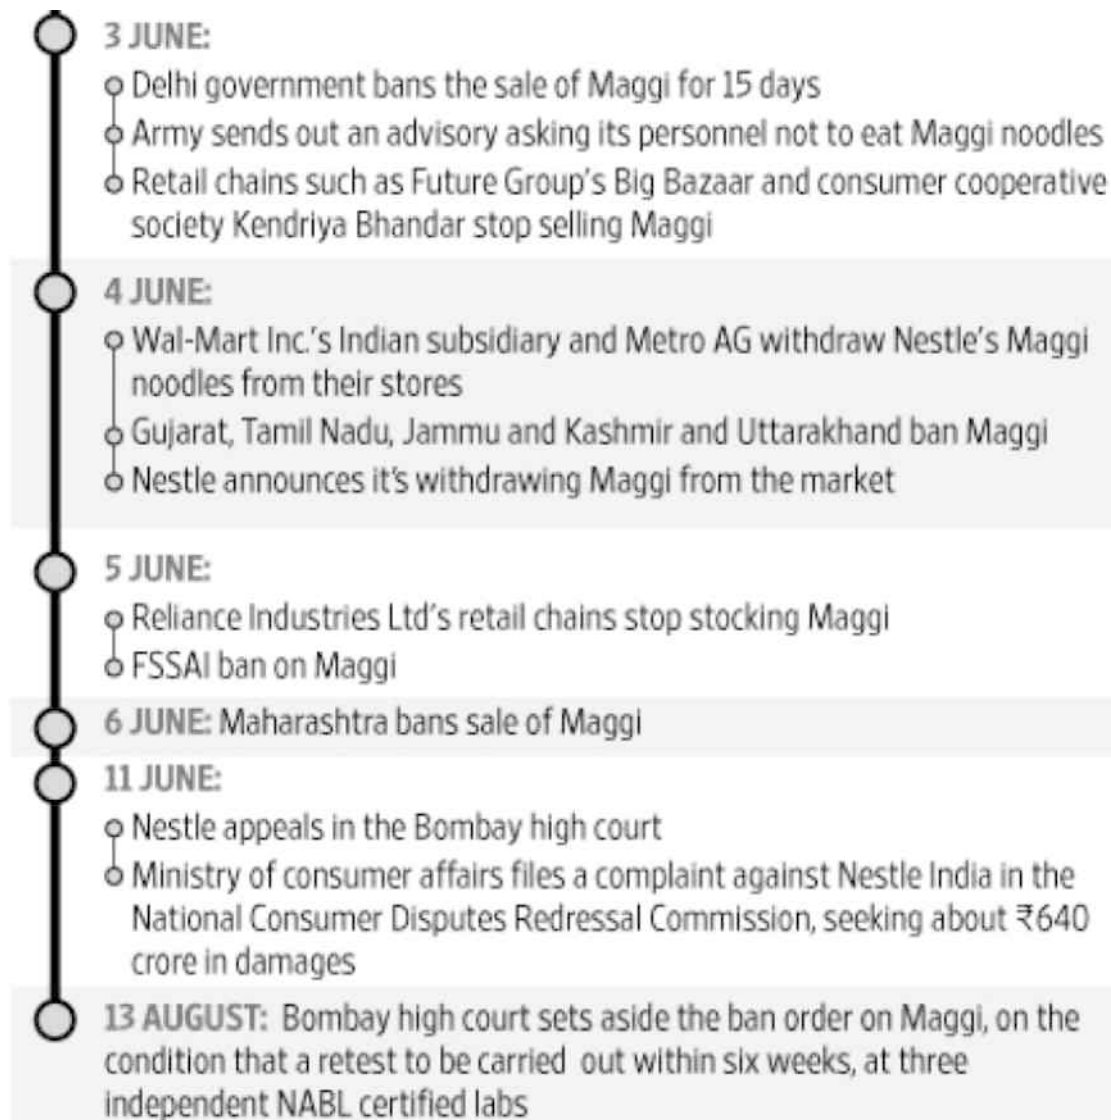 3 JUNE:
Delhi government bans the sale of Maggi for 15 days
Army sends out an advisory asking its personnel not to eat Maggi noodles
Retail chains such as Future Group's Big Bazaar and consumer cooperative
society Kendriya Bhandar stop selling Maggi
4 JUNE:
Wal-Mart Inc.'s Indian subsidiary and Metro AG withdraw Nestle's Maggi
noodles from their stores
Gujarat, Tamil Nadu, Jammu and Kashmir and Uttarakhand ban Maggi
Nestle announces it's withdrawing Maggi from the market
5 JUNE:
Reliance Industries Ltd's retail chains stop stocking Maggi
FSSAI ban on Maggi
6 JUNE: Maharashtra bans sale of Maggi
11 JUNE:
Nestle appeals in the Bombay high court
Ministry of consumer affairs files a complaint against Nestle India in the
National Consumer Disputes Redressal Commission, seeking about ₹640
crore in damages
13 AUGUST: Bombay high court sets aside the ban order on Maggi, on the
condition that a retest to be carried out within six weeks, at three
independent NABL certified labs